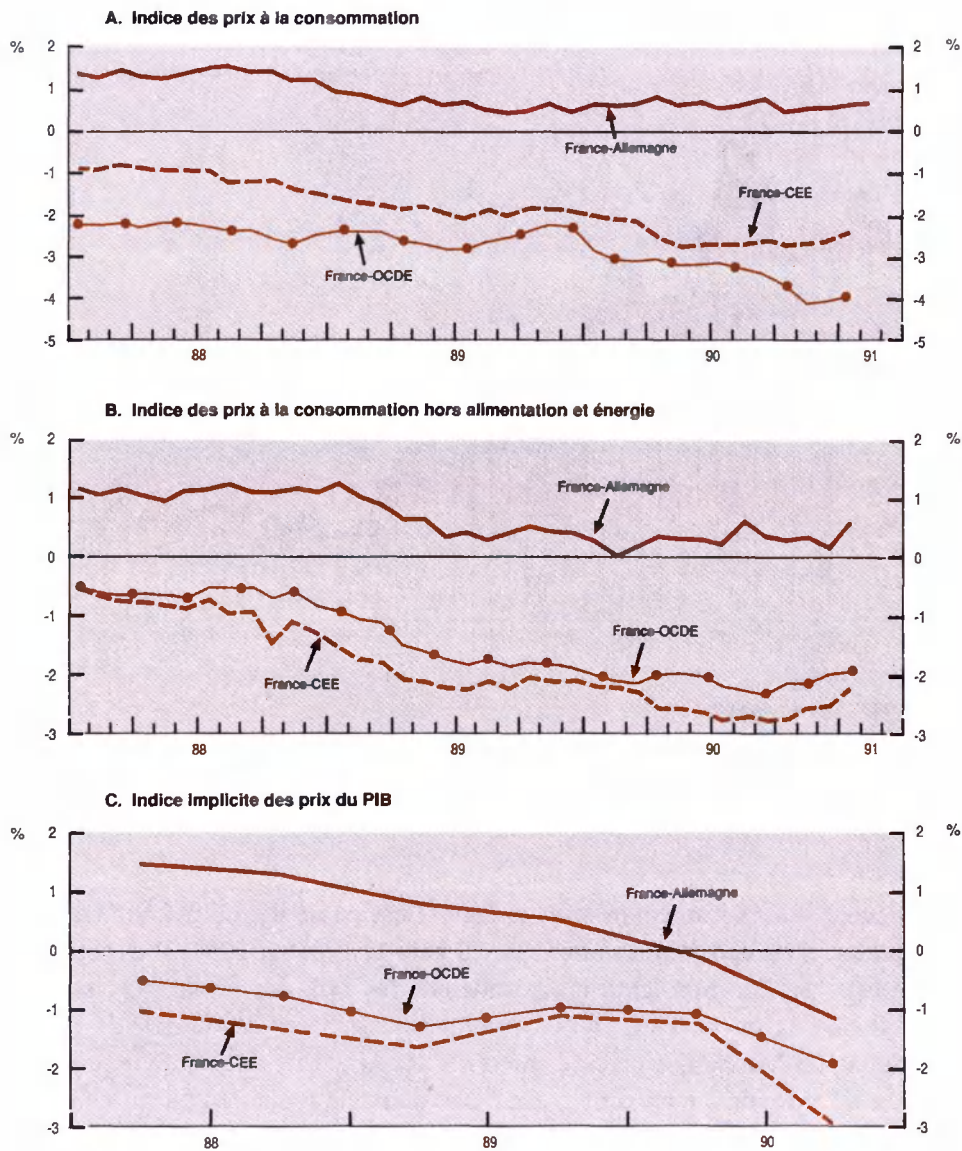 A. Indice des prix à la consommation
% %
2 2
1 1
0 0
France-Allemagne
-1 -1
France-CEE
-2 -2
France-OCDE
-3 -3
-4 -4
-5 -5
88 89 90 91
B. Indice des prix à la consommation hors alimentation et énergie
% %
2 2
France-Allemagne
1 1
0 0
-1 -1
France-OCDE
France-CEE
-2 -2
-3 -3
88 89 90 91
C. Indice implicite des prix du PIB
% %
2 2
France-Allemagne
1 1
0 0
France-OCDE
-1 -1
France-CEE
-2 -2
-3 -3
88 89 90